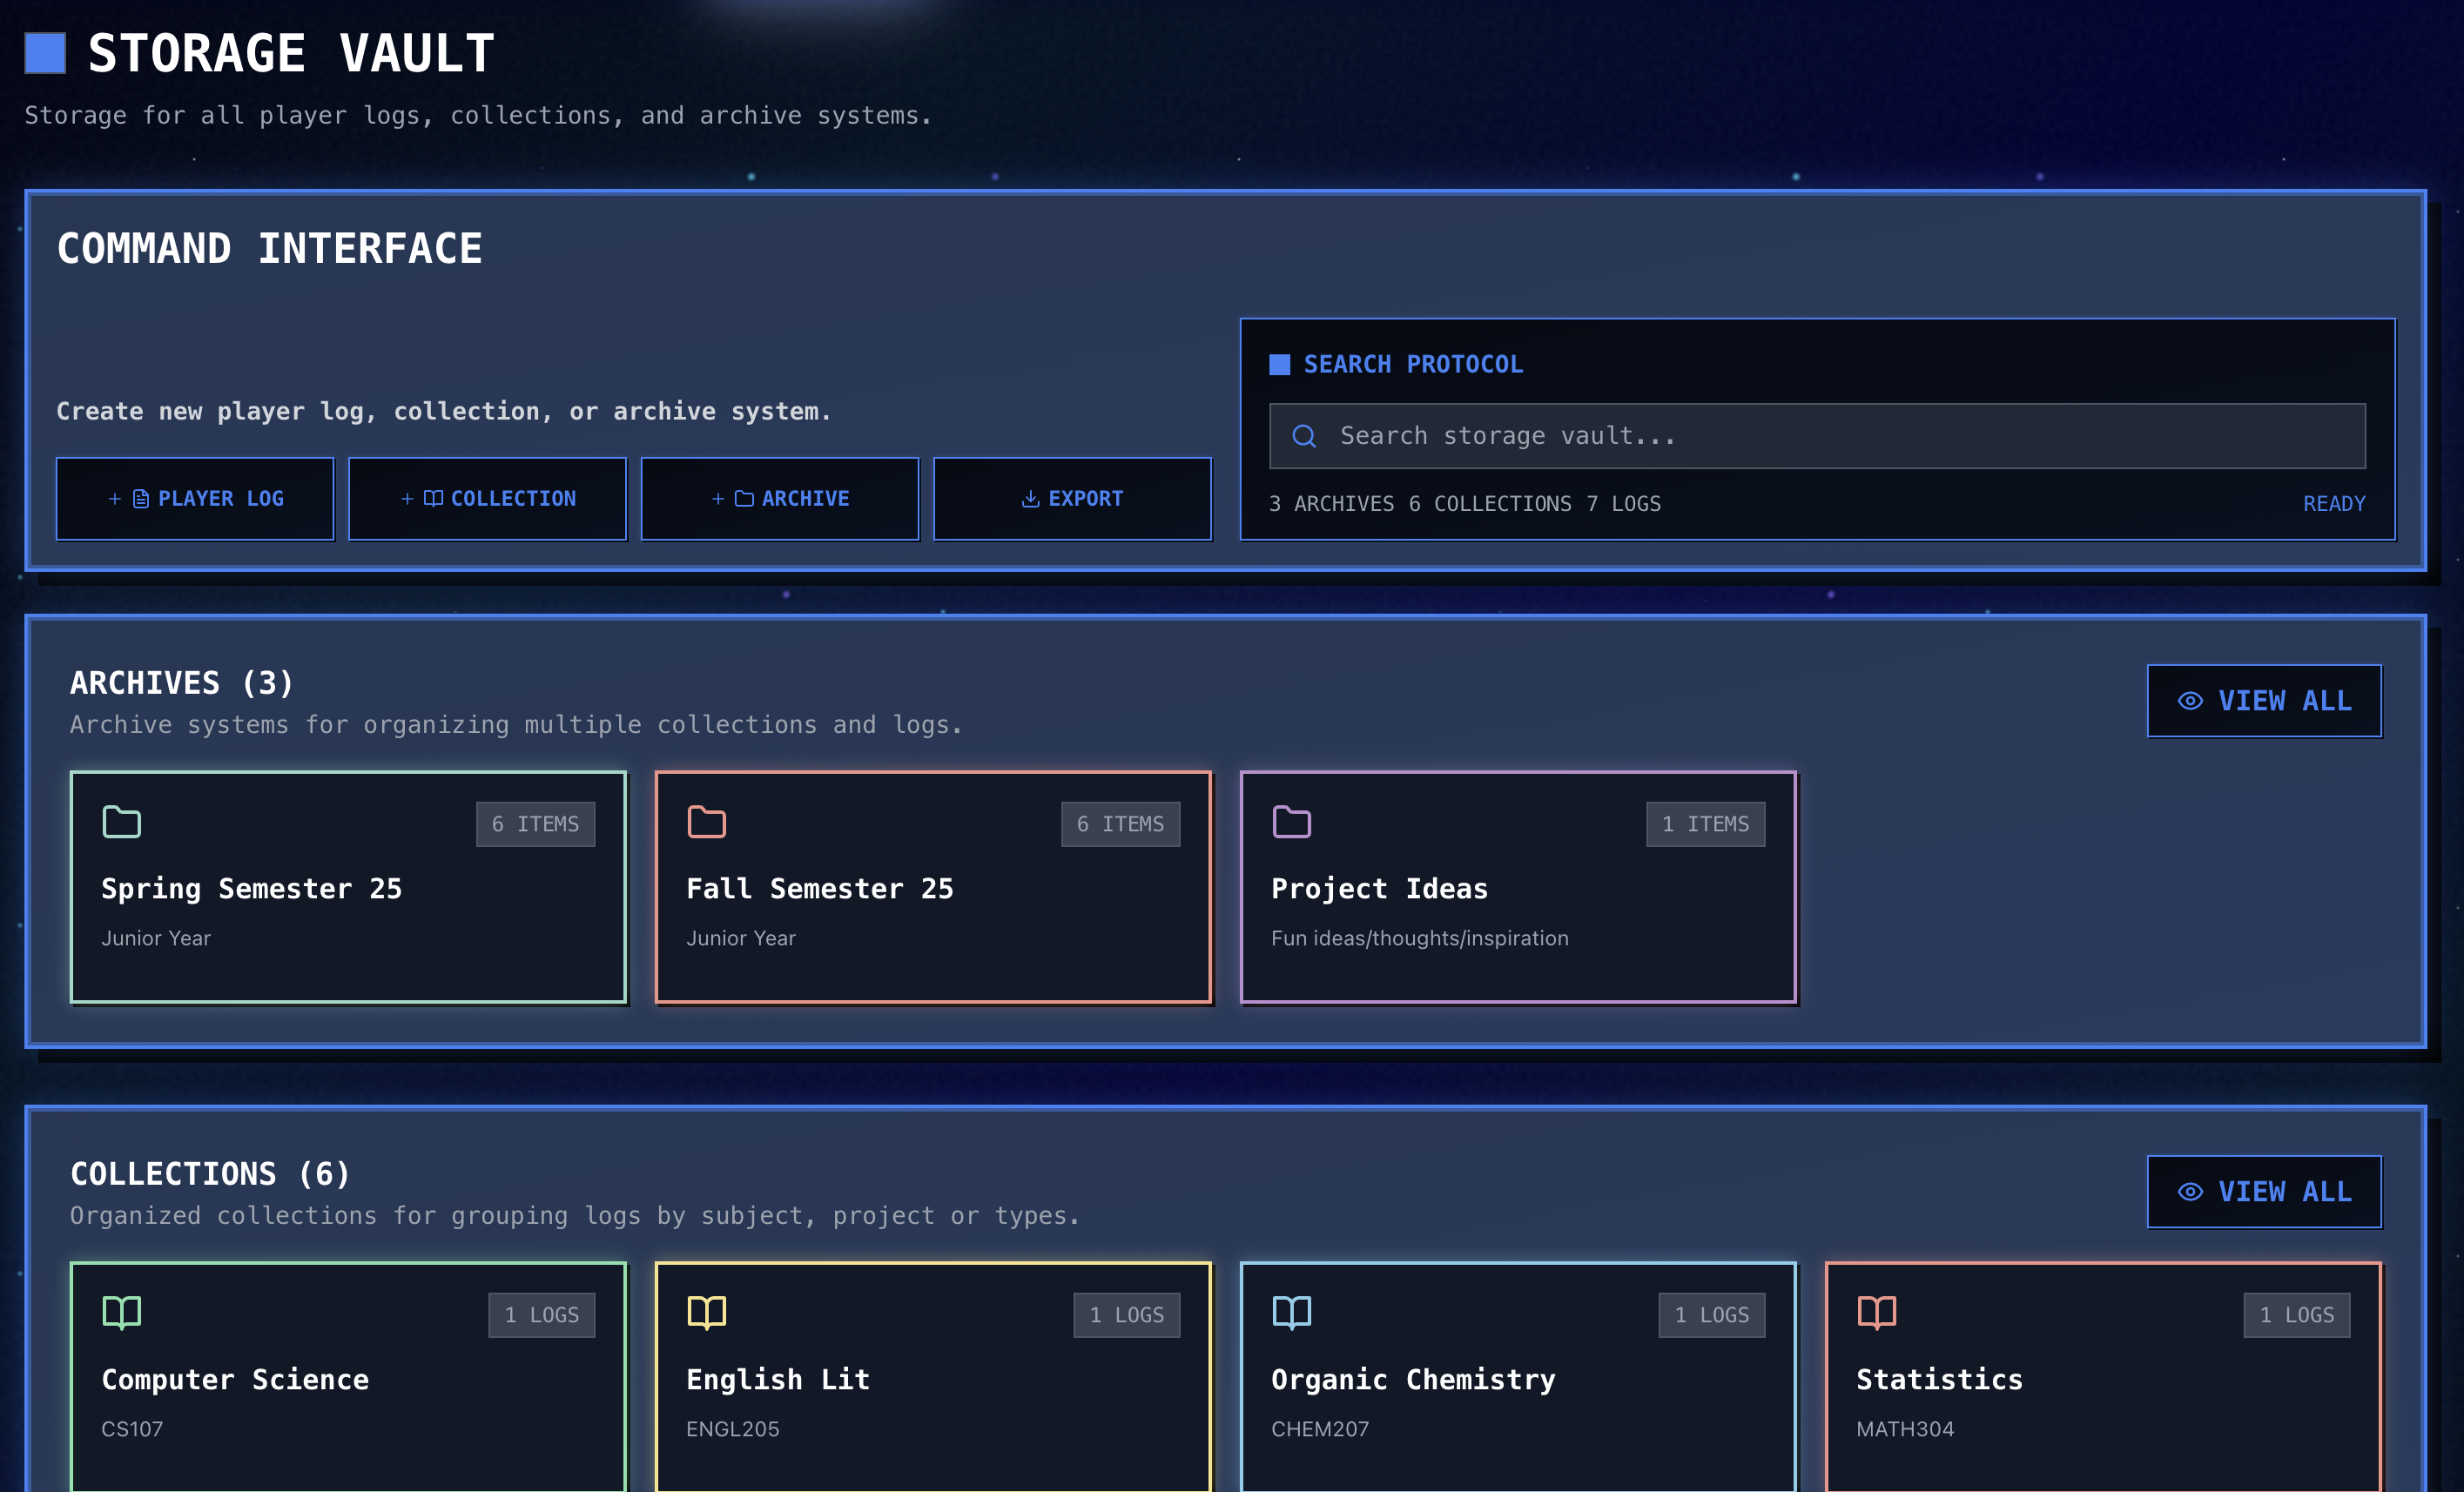 STORAGE VAULT
Storage for all player logs, collections, and archive systems.
COMMAND INTERFACE
Create new player log, collection, or archive system.
+ PLAYER LOG
+ COLLECTION
+ ARCHIVE
EXPORT
SEARCH PROTOCOL
Search storage vault...
3 ARCHIVES 6 COLLECTIONS 7 LOGS
READY
ARCHIVES (3)
Archive systems for organizing multiple collections and logs.
VIEW ALL
6 ITEMS
Spring Semester 25
Junior Year
6 ITEMS
Fall Semester 25
Junior Year
1 ITEMS
Project Ideas
Fun ideas/thoughts/inspiration
COLLECTIONS (6)
Organized collections for grouping logs by subject, project or types.
VIEW ALL
1 LOGS
Computer Science
CS107
1 LOGS
English Lit
ENGL205
1 LOGS
Organic Chemistry
CHEM207
1 LOGS
Statistics
MATH304